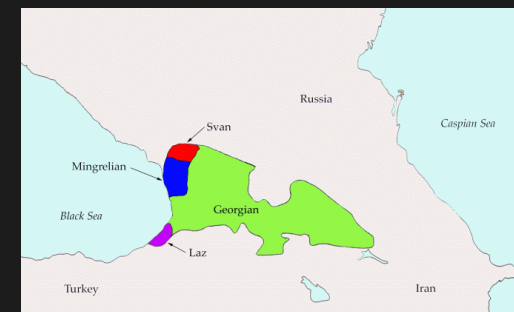 Russia
Caspian Sea
Svan
Mingrelian
Georgian
Black Sea
Laz
Turkey
Iran